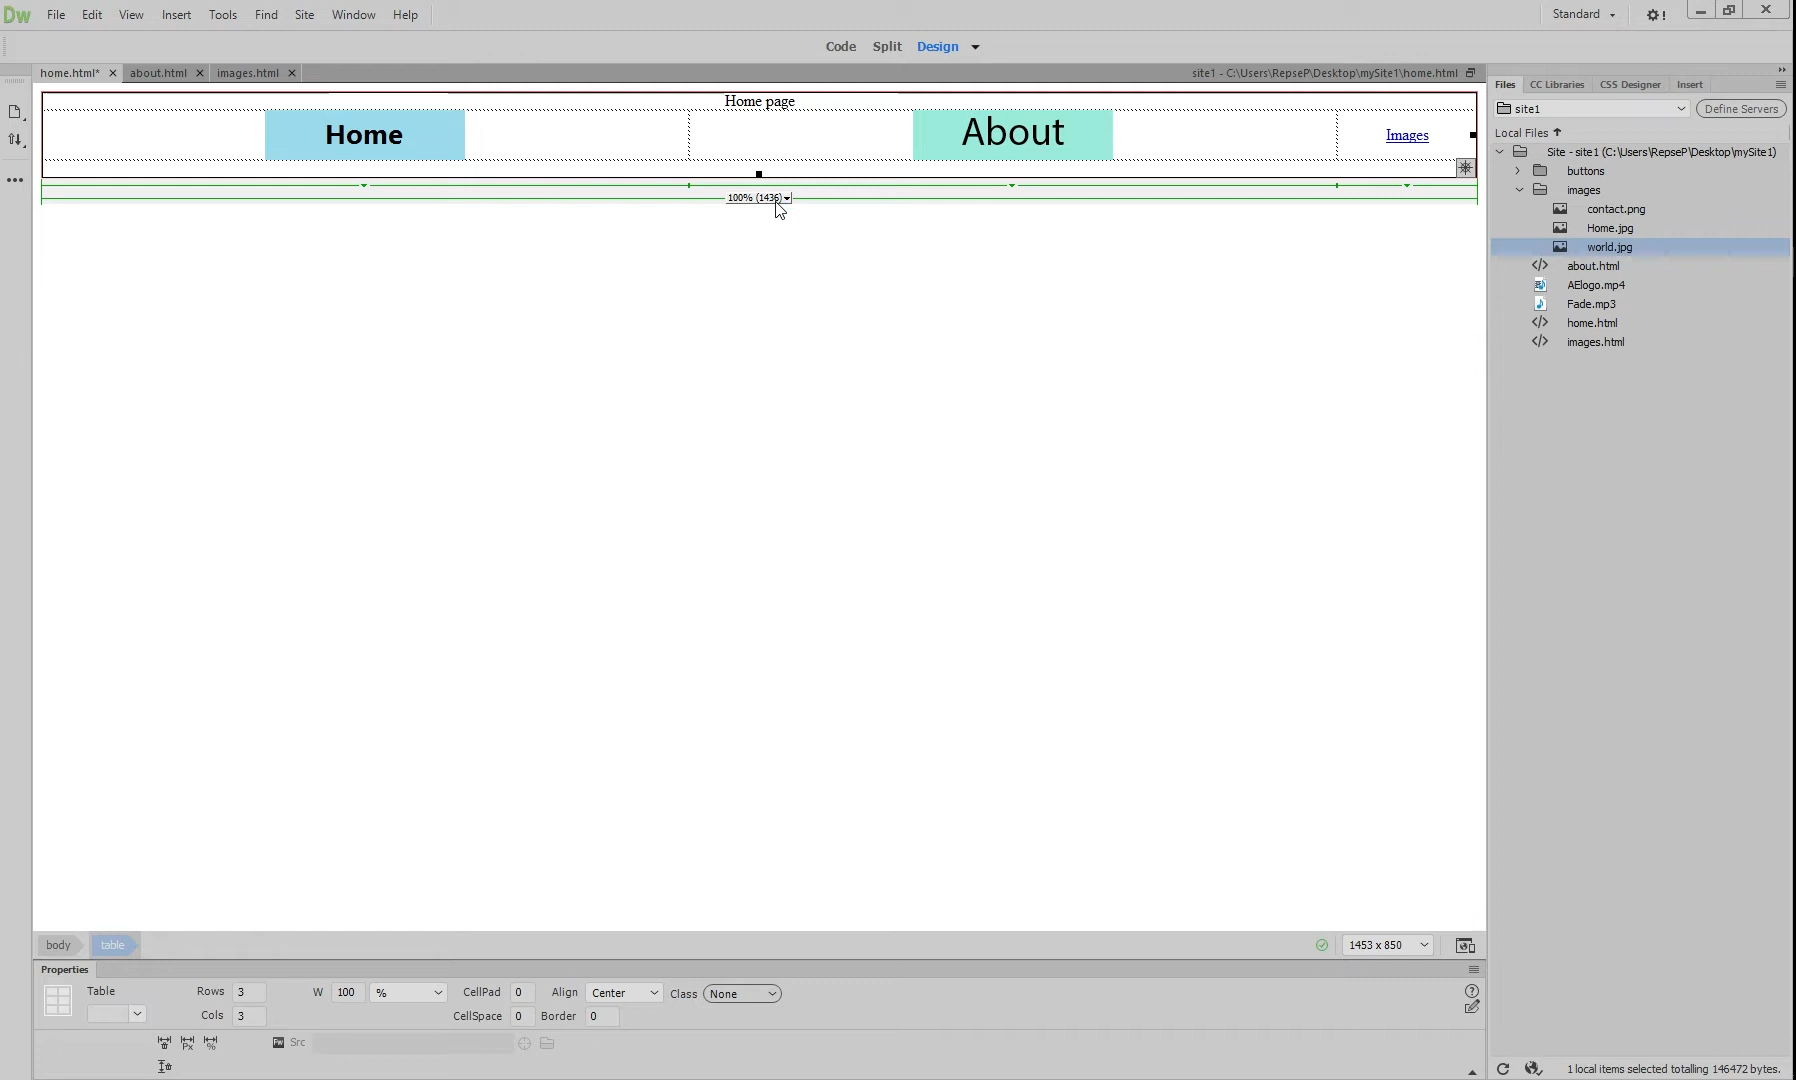 Dw File Edit View Insert Tools Find Site Window Help Standard
Code Split Design
home.html* about.html images.html site1 - C:\Users\RepseP\Desktop\mySite1\home.html
Files CC Libraries CSS Designer Insert
site1 Define Servers
Local Files
Site - site1 (C:\Users\RepseP\Desktop\mySite1)
buttons
images
contact.png
Home.jpg
world.jpg
about.html
AElogo.mp4
Fade.mp3
home.html
images.html
Home page
Home About Images
100% (1436)
body table 1453 x 850
Properties
Table Rows 3 W 100 % CellPad 0 Align Center Class None
Cols 3 CellSpace 0 Border 0
Px % Fw Src
1 local items selected totalling 146472 bytes.